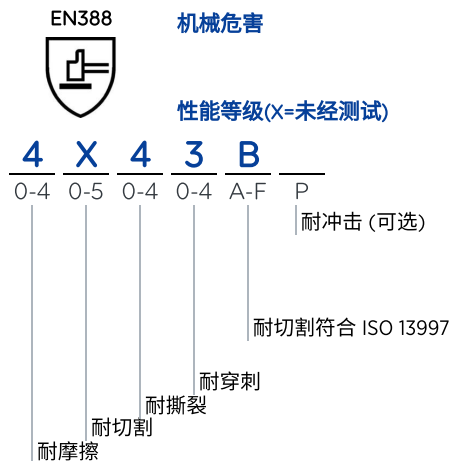 EN388
机械危害
性能等级(X=未经测试)
4 X 4 3 B
0-4 0-5 0-4 0-4 A-F P
耐冲击 (可选)
耐切割符合 ISO 13997
耐穿刺
耐撕裂
耐切割
耐摩擦